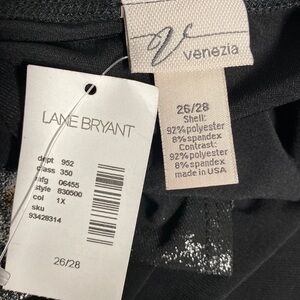 V
venezia
26/28
Shell:
92% polyester
8% spandex
Contrast:
92% polyester
8% spandex
made in USA
LANE BRYANT
dept 952
class 350
mfg 06455
style 830500
col 1X
sku
93428314
26/28